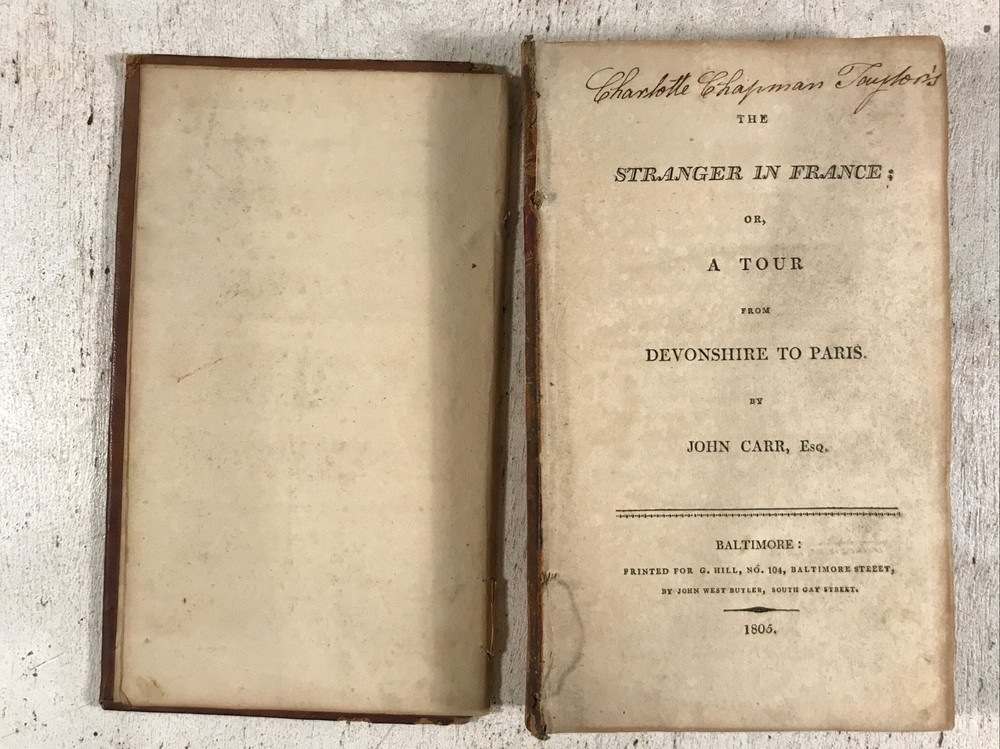 Charlotte Chapman Taylor's
THE
STRANGER IN FRANCE;
OR,
A TOUR
FROM
DEVONSHIRE TO PARIS.
BY
JOHN CARR, Esq.
BALTIMORE:
PRINTED FOR G. HILL, NO. 104, BALTIMORE STREET,
BY JOHN WEST BUTLER, SOUTH GAY STREET.
1805.